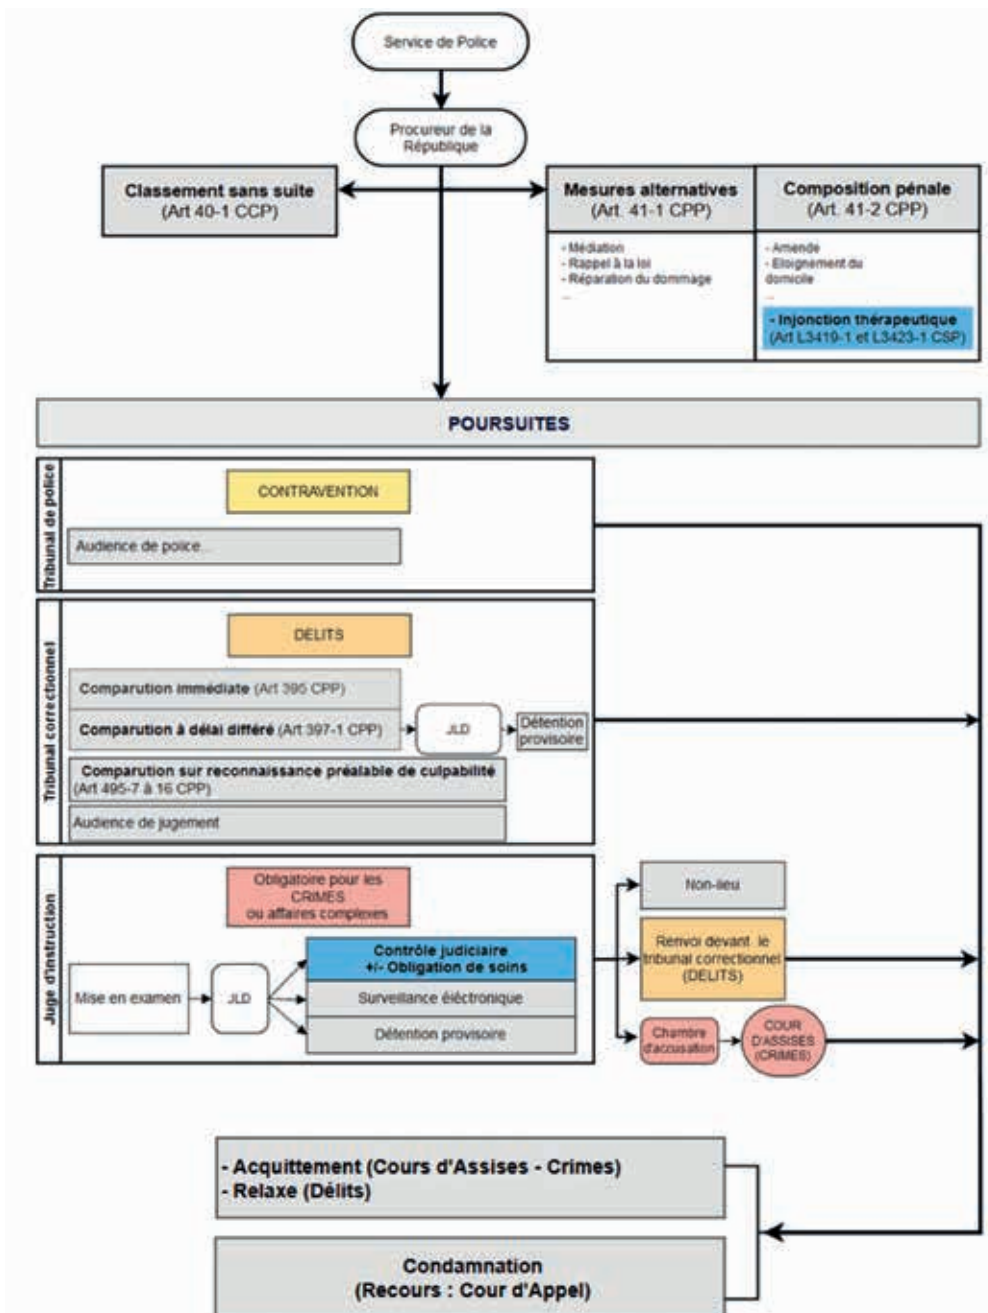 Service de Police
Procureur de la
République
Classement sans suite
(Art 40-1 CCP)
Mesures alternatives
(Art. 41-1 CPP)
Composition pénale
(Art. 41-2 CPP)
- Médiation
- Rappel à la loi
- Réparation du dommage
...
- Amende
- Eloignement du
domicile
...
- Injonction thérapeutique
(Art L3419-1 et L3423-1 CSP)
POURSUITES
Tribunal de police
CONTRAVENTION
Audience de police...
Tribunal correctionnel
DÉLITS
Comparution immédiate (Art 395 CPP)
Comparution à délai différé (Art 397-1 CPP)
JLD
Détention
provisoire
Comparution sur reconnaissance préalable de culpabilité
(Art 495-7 à 16 CPP)
Audience de jugement
Juge d'instruction
Obligatoire pour les
CRIMES
ou affaires complexes
Mise en examen
JLD
Contrôle judiciaire
+/- Obligation de soins
Surveillance éléctronique
Détention provisoire
Non-lieu
Renvoi devant le
tribunal correctionnel
(DELITS)
Chambre
d'accusation
COUR
D'ASSISES
(CRIMES)
- Acquittement (Cours d'Assises - Crimes)
- Relaxe (Délits)
Condamnation
(Recours : Cour d'Appel)